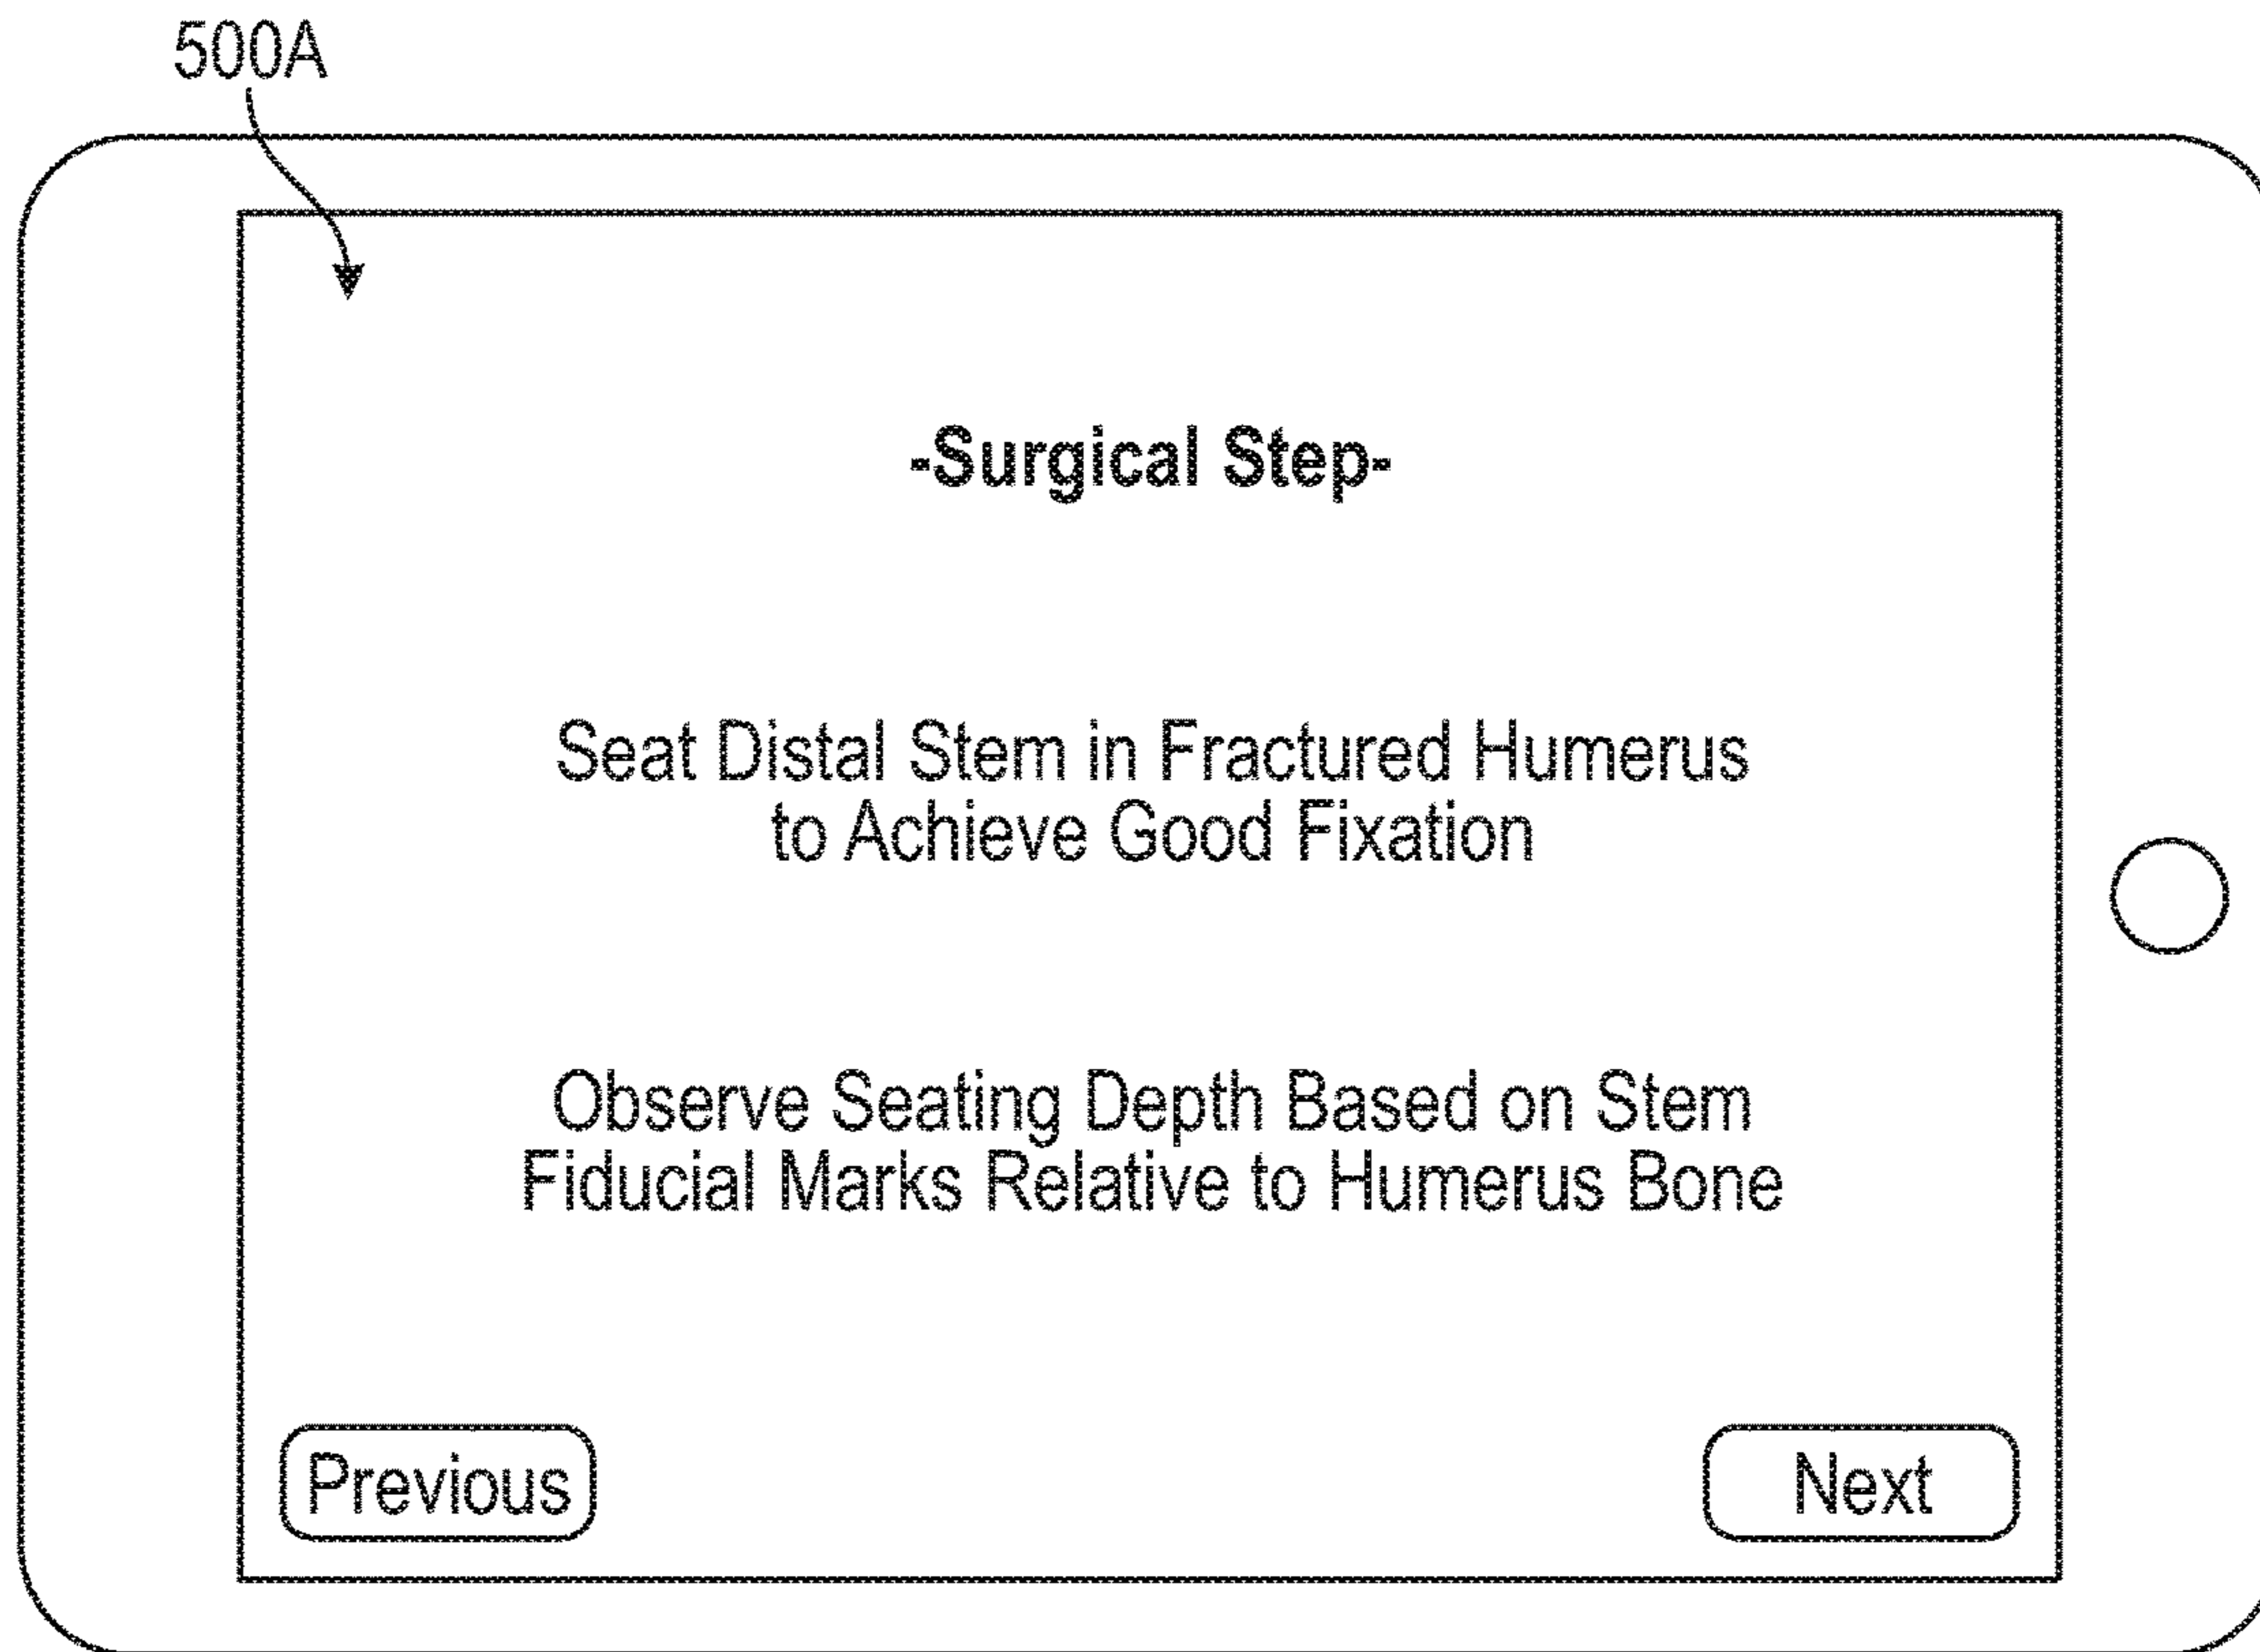 500A
-Surgical Step-
Seat Distal Stem in Fractured Humerus
to Achieve Good Fixation
Observe Seating Depth Based on Stem
Fiducial Marks Relative to Humerus Bone
Previous
Next